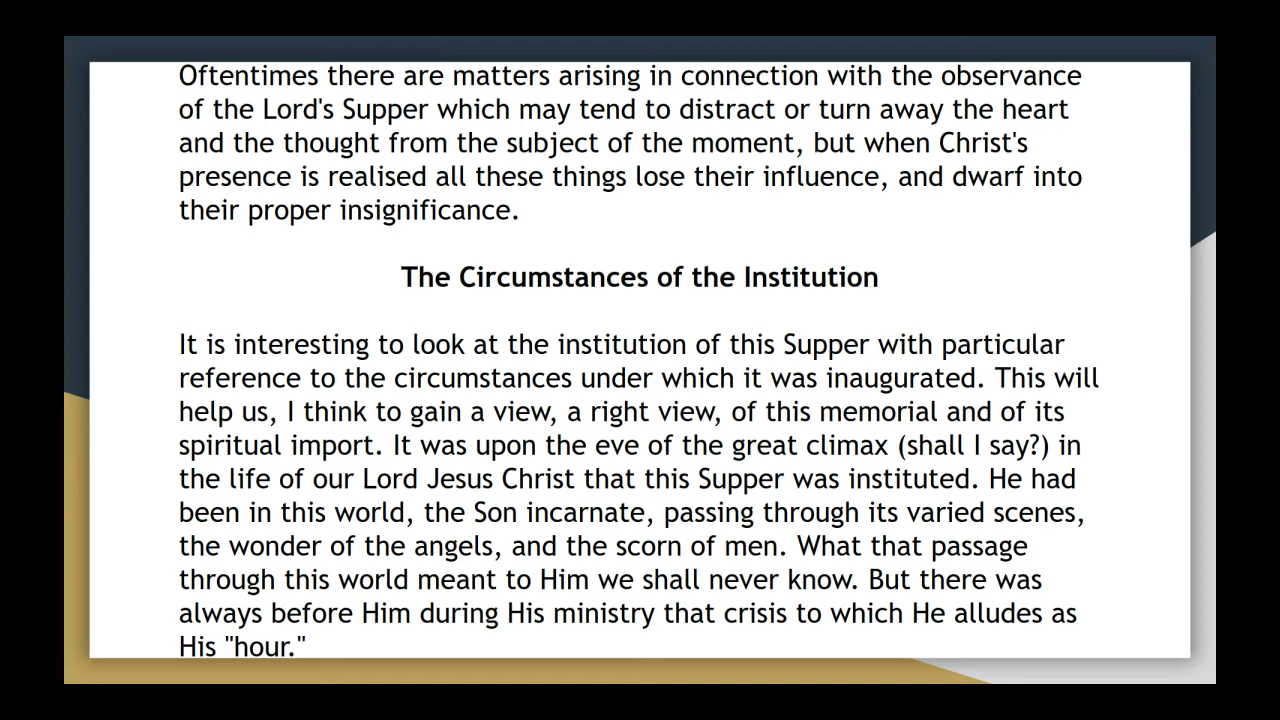 Oftentimes there are matters arising in connection with the observance
of the Lord's Supper which may tend to distract or turn away the heart
and the thought from the subject of the moment, but when Christ's
presence is realised all these things lose their influence, and dwarf into
their proper insignificance.
The Circumstances of the Institution
It is interesting to look at the institution of this Supper with particular
reference to the circumstances under which it was inaugurated. This will
help us, I think to gain a view, a right view, of this memorial and of its
spiritual import. It was upon the eve of the great climax (shall I say?) in
the life of our Lord Jesus Christ that this Supper was instituted. He had
been in this world, the Son incarnate, passing through its varied scenes,
the wonder of the angels, and the scorn of men. What that passage
through this world meant to Him we shall never know. But there was
always before Him during His ministry that crisis to which He alludes as
His "hour."